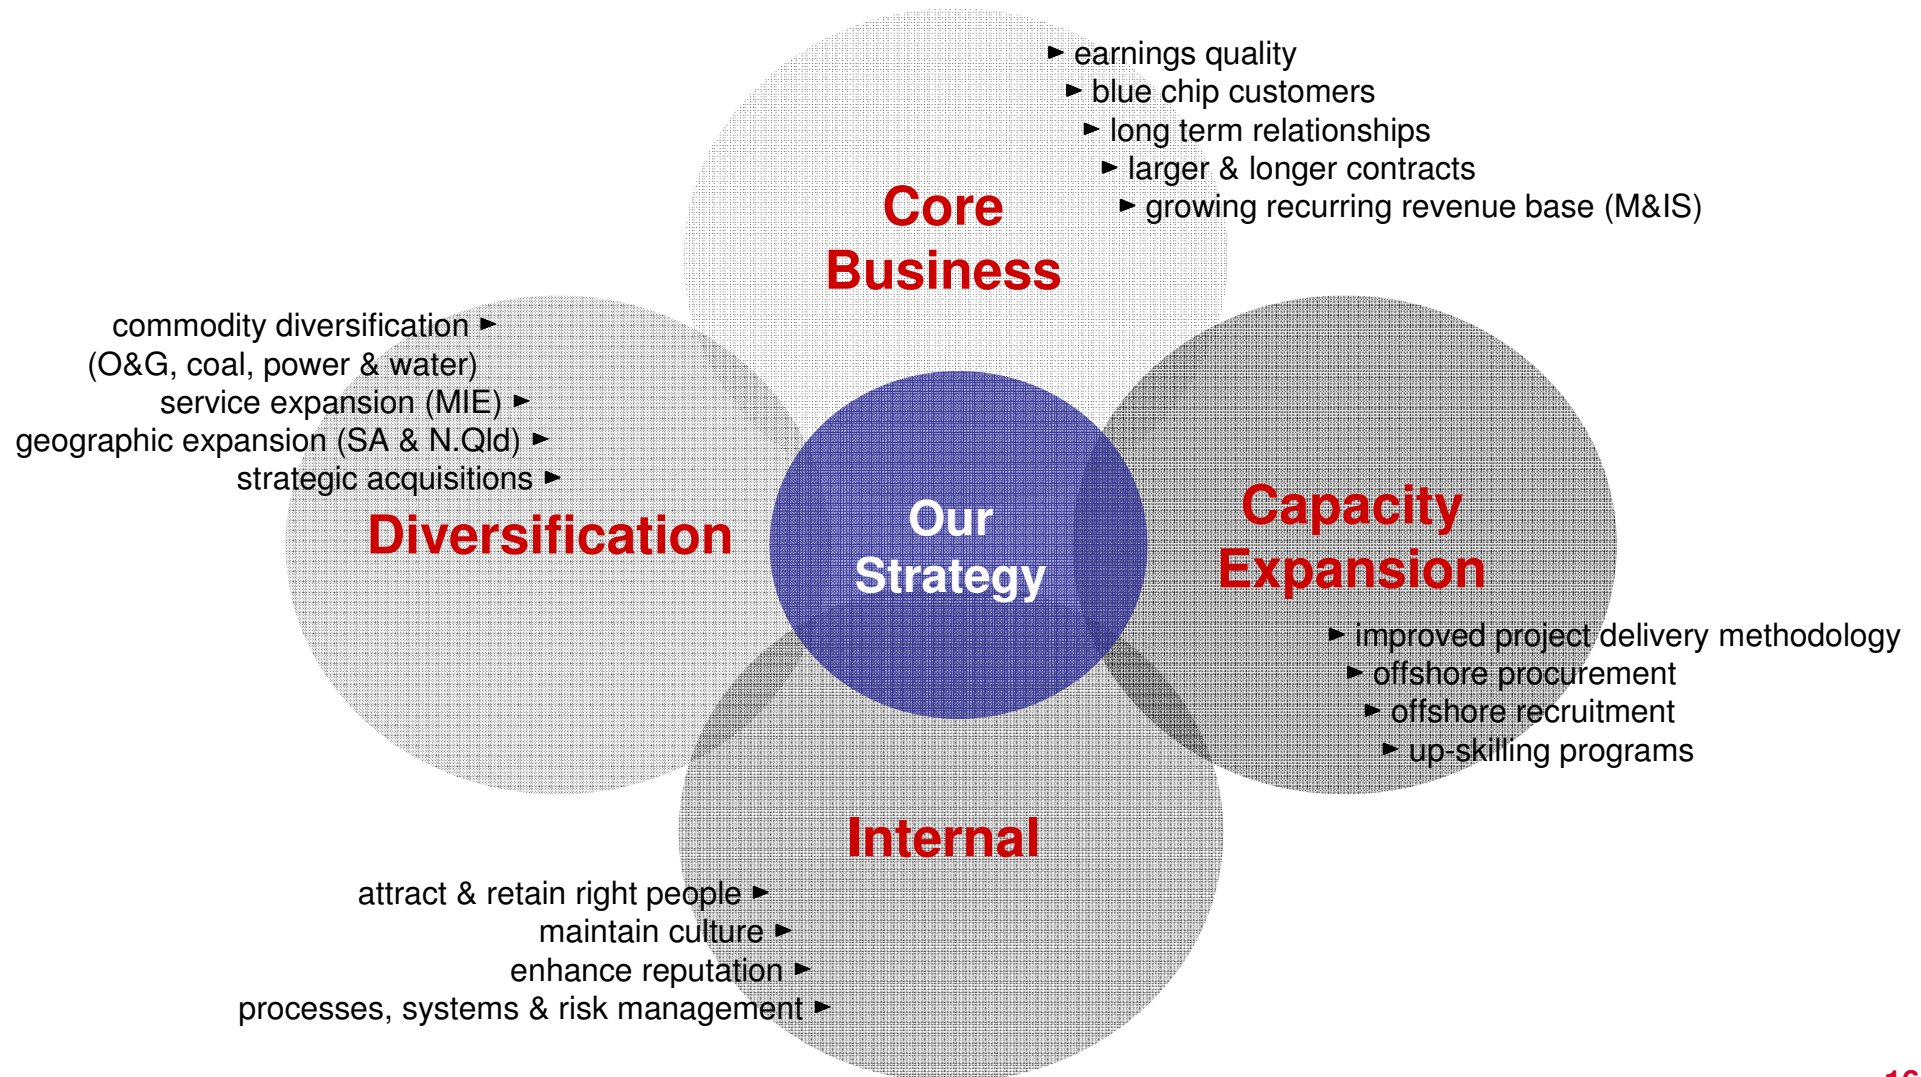 ► earnings quality
► blue chip customers
► long term relationships
► larger & longer contracts
► growing recurring revenue base (M&IS)
Core
Business
commodity diversification ►
(O&G, coal, power & water)
service expansion (MIE) ►
geographic expansion (SA & N.Qld) ►
strategic acquisitions ►
Diversification
Our
Strategy
Capacity
Expansion
► improved project delivery methodology
► offshore procurement
► offshore recruitment
► up-skilling programs
Internal
attract & retain right people ►
maintain culture ►
enhance reputation ►
processes, systems & risk management ►